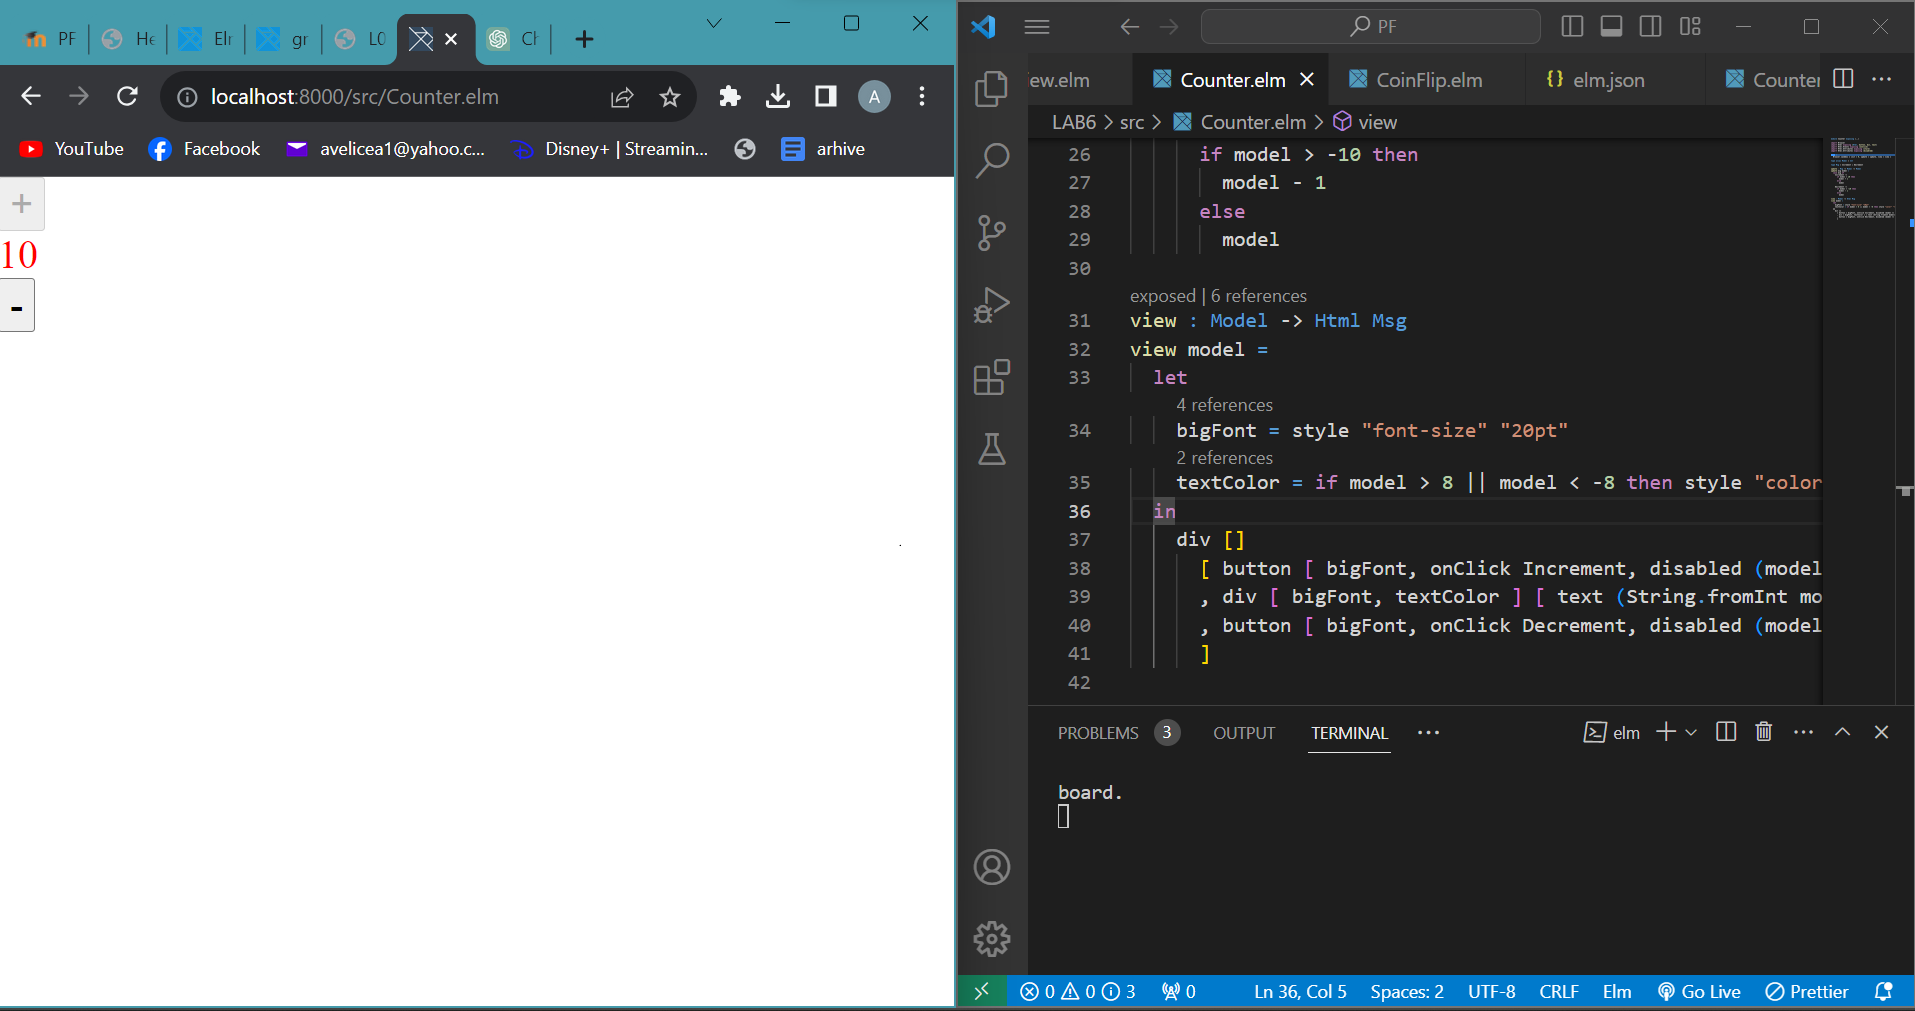 PF
He
Elr
gr
L0
Ch
localhost:8000/src/Counter.elm
A
YouTube
Facebook
avelicea1@yahoo.c...
Disney+ | Streamin...
arhive
+
10
-
PF
ew.elm
Counter.elm
CoinFlip.elm
{} elm.json
Counter
LAB6 > src > Counter.elm > view
26 if model > -10 then
27 model - 1
28 else
29 model
30
exposed | 6 references
31 view : Model -> Html Msg
32 view model =
33 let
4 references
34 bigFont = style "font-size" "20pt"
2 references
35 textColor = if model > 8 || model < -8 then style "color
36 in
37 div []
38 [ button [ bigFont, onClick Increment, disabled (model
39 , div [ bigFont, textColor ] [ text (String.fromInt mo
40 , button [ bigFont, onClick Decrement, disabled (model
41 ]
42
PROBLEMS 3 OUTPUT TERMINAL ...
elm
board.
0 0 3 0 Ln 36, Col 5 Spaces: 2 UTF-8 CRLF Elm Go Live Prettier